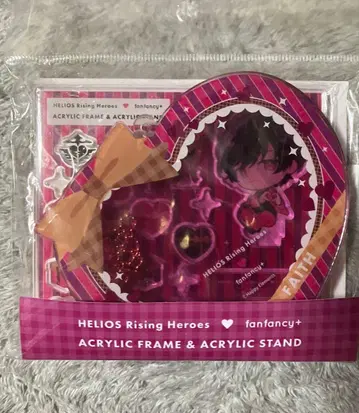 HELIOS Rising Heroes ♥ fanfancy+
ACRYLIC FRAME & ACRYLIC STAN
HELIOS Rising Heroes
fanfancy+
FAITH
HELIOS Rising Heroes ♥ fanfancy+
ACRYLIC FRAME & ACRYLIC STAND